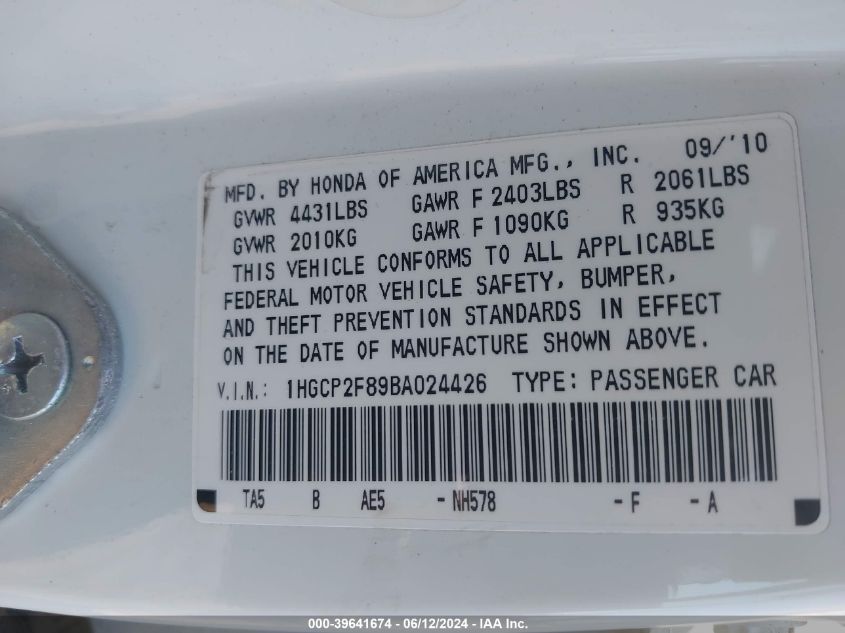 MFD. BY HONDA OF AMERICA MFG., INC. 09/'10
GVWR 4431LBS GAWR F 2403LBS R 2061LBS
GVWR 2010KG GAWR F 1090KG R 935KG
THIS VEHICLE CONFORMS TO ALL APPLICABLE
FEDERAL MOTOR VEHICLE SAFETY, BUMPER,
AND THEFT PREVENTION STANDARDS IN EFFECT
ON THE DATE OF MANUFACTURE SHOWN ABOVE.
V.I.N.: 1HGCP2F89BA024426 TYPE: PASSENGER CAR
TA5 B AE5 -NH578 -F -A
000-39641674 - 06/12/2024 - IAA Inc.